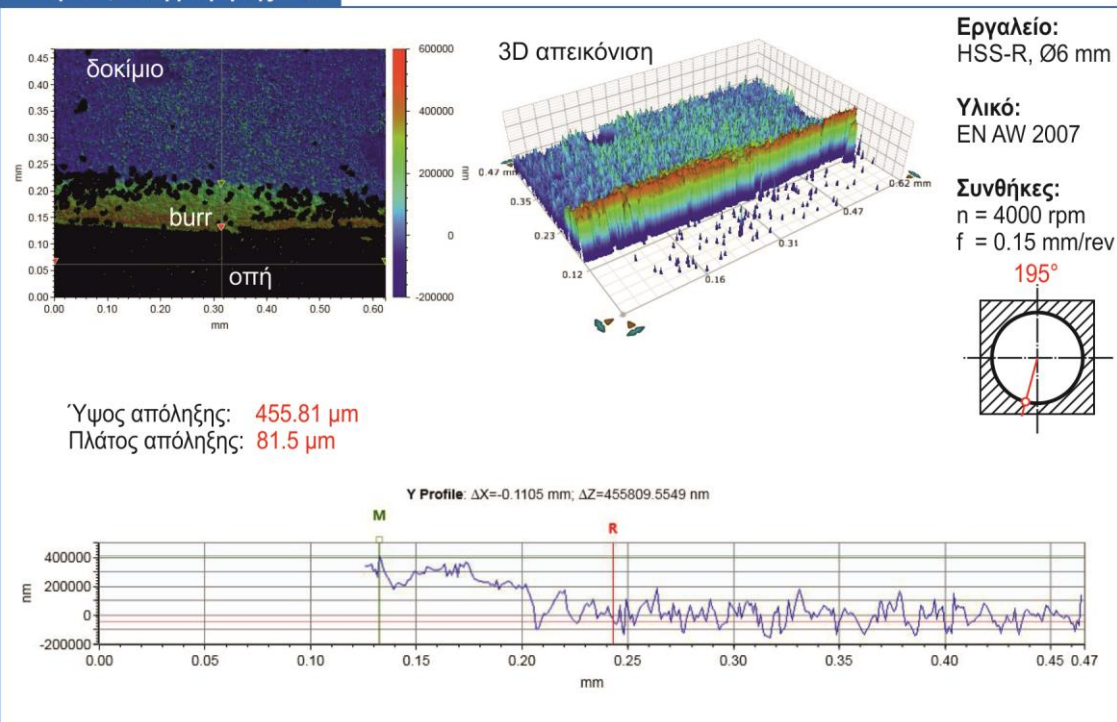 δοκίμιο
burr
οπή
0.45
0.40
0.35
0.30
0.25
0.20
0.15
0.10
0.05
0.00
mm
0.00 0.10 0.20 0.30 0.40 0.50 0.60
mm
600000
400000
200000
0
-200000
nm
3D απεικόνιση
0.47 mm
0.35
0.23
0.12
0.16
0.31
0.47
0.62 mm
Εργαλείο:
HSS-R, Ø6 mm
Υλικό:
EN AW 2007
Συνθήκες:
n = 4000 rpm
f = 0.15 mm/rev
195°
Ύψος απόληξης: 455.81 μm
Πλάτος απόληξης: 81.5 μm
Y Profile: ΔX=-0.1105 mm; ΔZ=455809.5549 nm
M
R
400000
200000
0
-200000
nm
0.00 0.05 0.10 0.15 0.20 0.25 0.30 0.35 0.40 0.45 0.47
mm